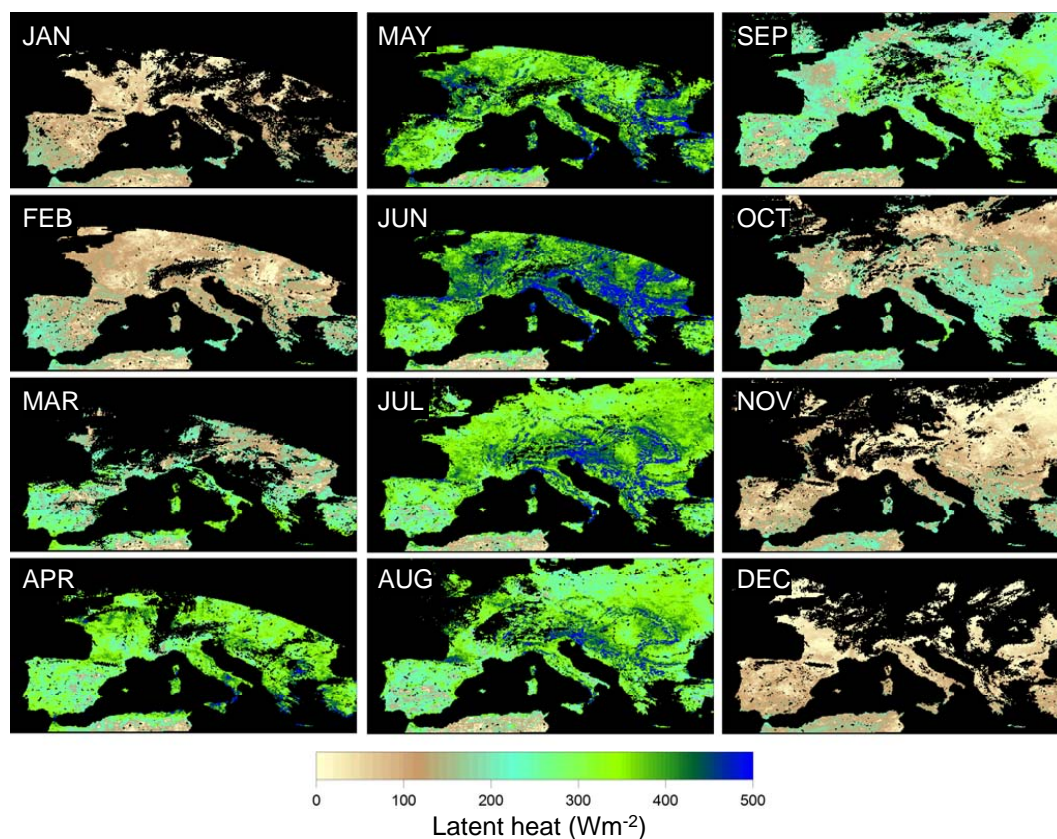 JAN
MAY
SEP
FEB
JUN
OCT
MAR
JUL
NOV
APR
AUG
DEC
0 100 200 300 400 500
Latent heat (Wm⁻²)